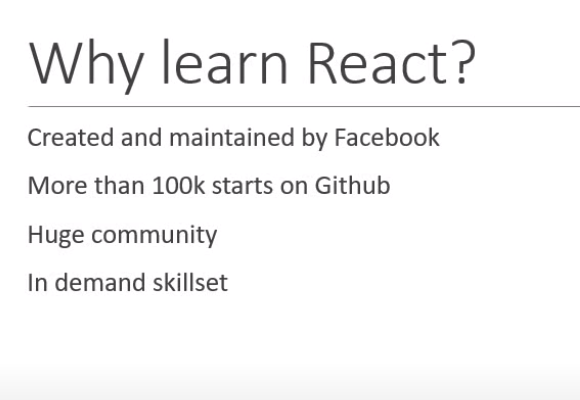 Why learn React?
Created and maintained by Facebook
More than 100k starts on Github
Huge community
In demand skillset